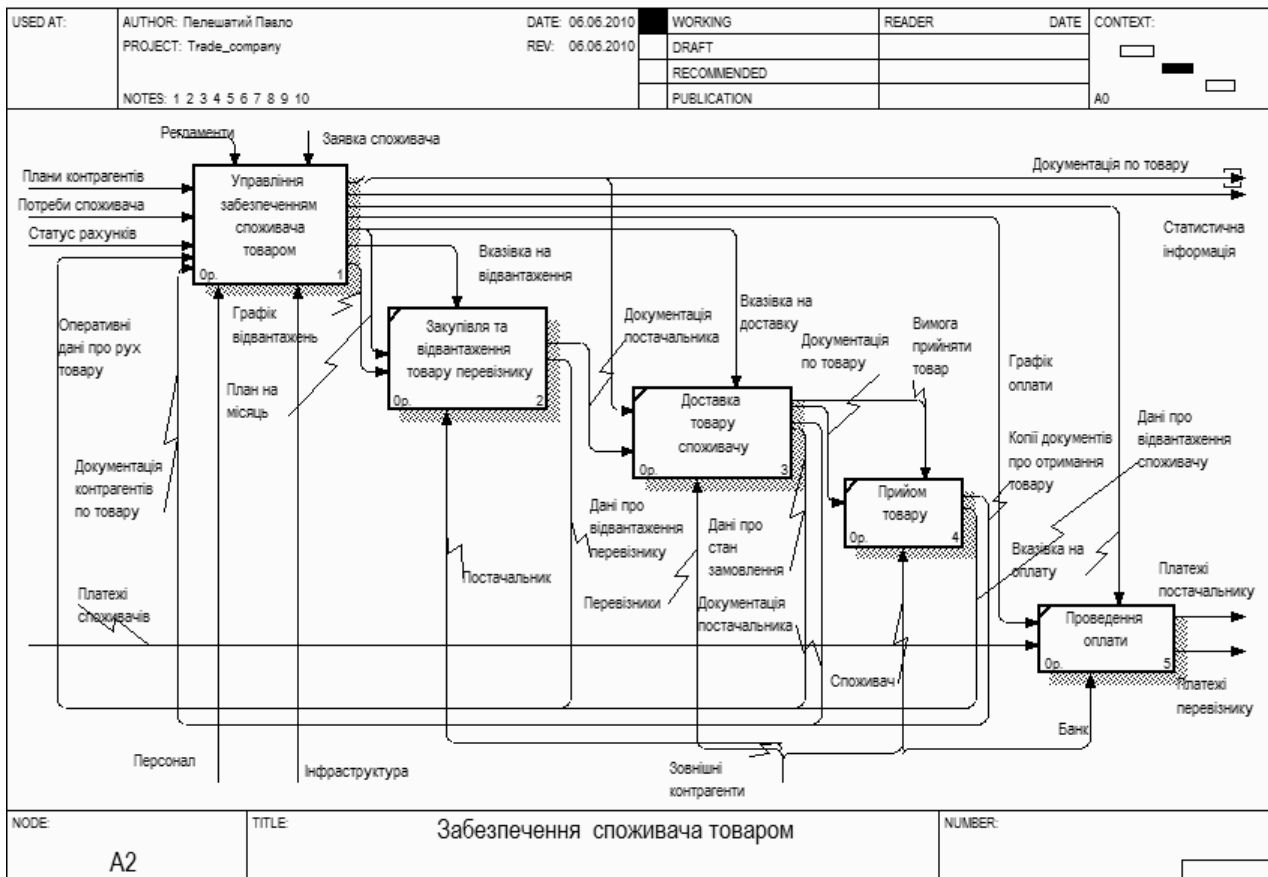 USED AT:
AUTHOR: Пелешатий Павло
DATE: 06.06.2010
PROJECT: Trade_company
REV: 06.06.2010
NOTES: 1 2 3 4 5 6 7 8 9 10
WORKING
DRAFT
RECOMMENDED
PUBLICATION
READER
DATE
CONTEXT:
A0
Регламенти
Заявка споживача
Плани контрагентів
Потреби споживача
Статус рахунків
Управління
забезпеченням
споживача
товаром
0р.
1
Документація по товару
Статистична
інформація
Вказівка на
відвантаження
Графік
відвантажень
План на
місяць
Оперативні
дані про рух
товару
Закупівля та
відвантаження
товару перевізнику
0р.
2
Документація
постачальника
Вказівка на
доставку
Документація
по товару
Вимога
прийняти
товар
Графік
оплати
Доставка
товару
споживачу
0р.
3
Копії документів
про отримання
товару
Дані про
відвантаження
споживачу
Документація
контрагентів
по товару
Прийом
товару
0р.
4
Дані про
відвантаження
перевізнику
Дані про
стан
замовлення
Вказівка на
оплату
Постачальник
Перевізники
Документація
постачальника
Платежі
споживачів
Платежі
постачальнику
Проведення
оплати
0р.
5
Споживач
Платежі
перевізнику
Банк
Персонал
Інфраструктура
Зовнішні
контрагенти
NODE:
A2
TITLE:
Забезпечення споживача товаром
NUMBER: